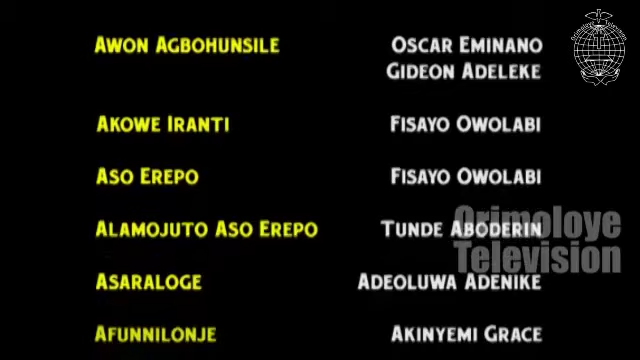 AWON AGBOHUNSILE OSCAR EMINANO
GIDEON ADELEKE
AKOWE IRANTI FISAYO OWOLABI
ASO EREPO FISAYO OWOLABI
ALAMOJUTO ASO EREPO TUNDE ABODERIN
ASARALOGE ADEOLUWA ADENIKE
AFUNNILONJE AKINYEMI GRACE
Orimoloye
Television